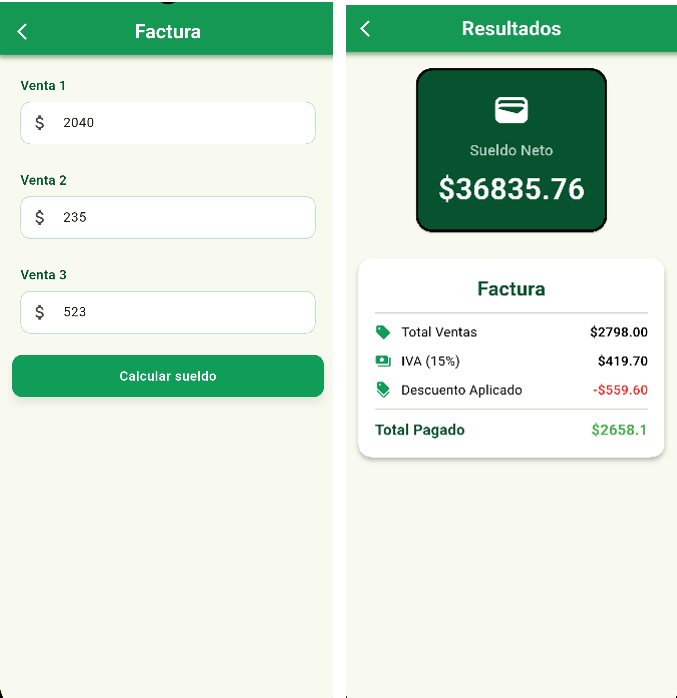 Factura
Venta 1
$ 2040
Venta 2
$ 235
Venta 3
$ 523
Calcular sueldo
Resultados
Sueldo Neto
$36835.76
Factura
Total Ventas $2798.00
IVA (15%) $419.70
Descuento Aplicado -$559.60
Total Pagado $2658.1